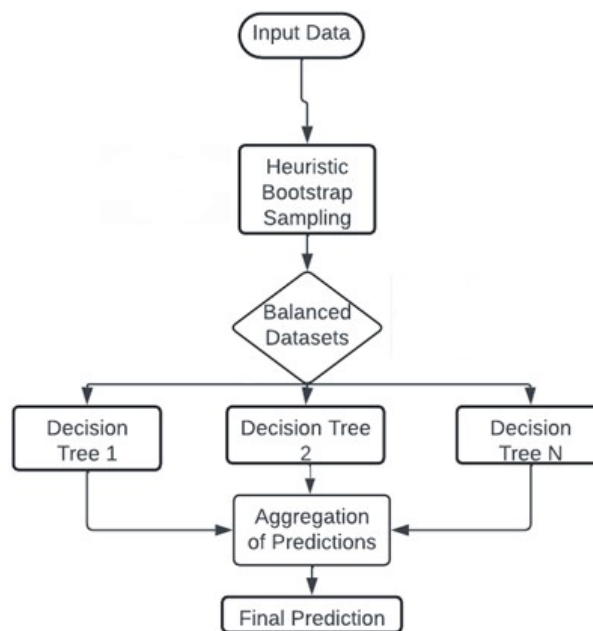 Input Data
Heuristic
Bootstrap
Sampling
Balanced
Datasets
Decision
Tree 1
Decision Tree
2
Decision
Tree N
Aggregation
of Predictions
Final Prediction